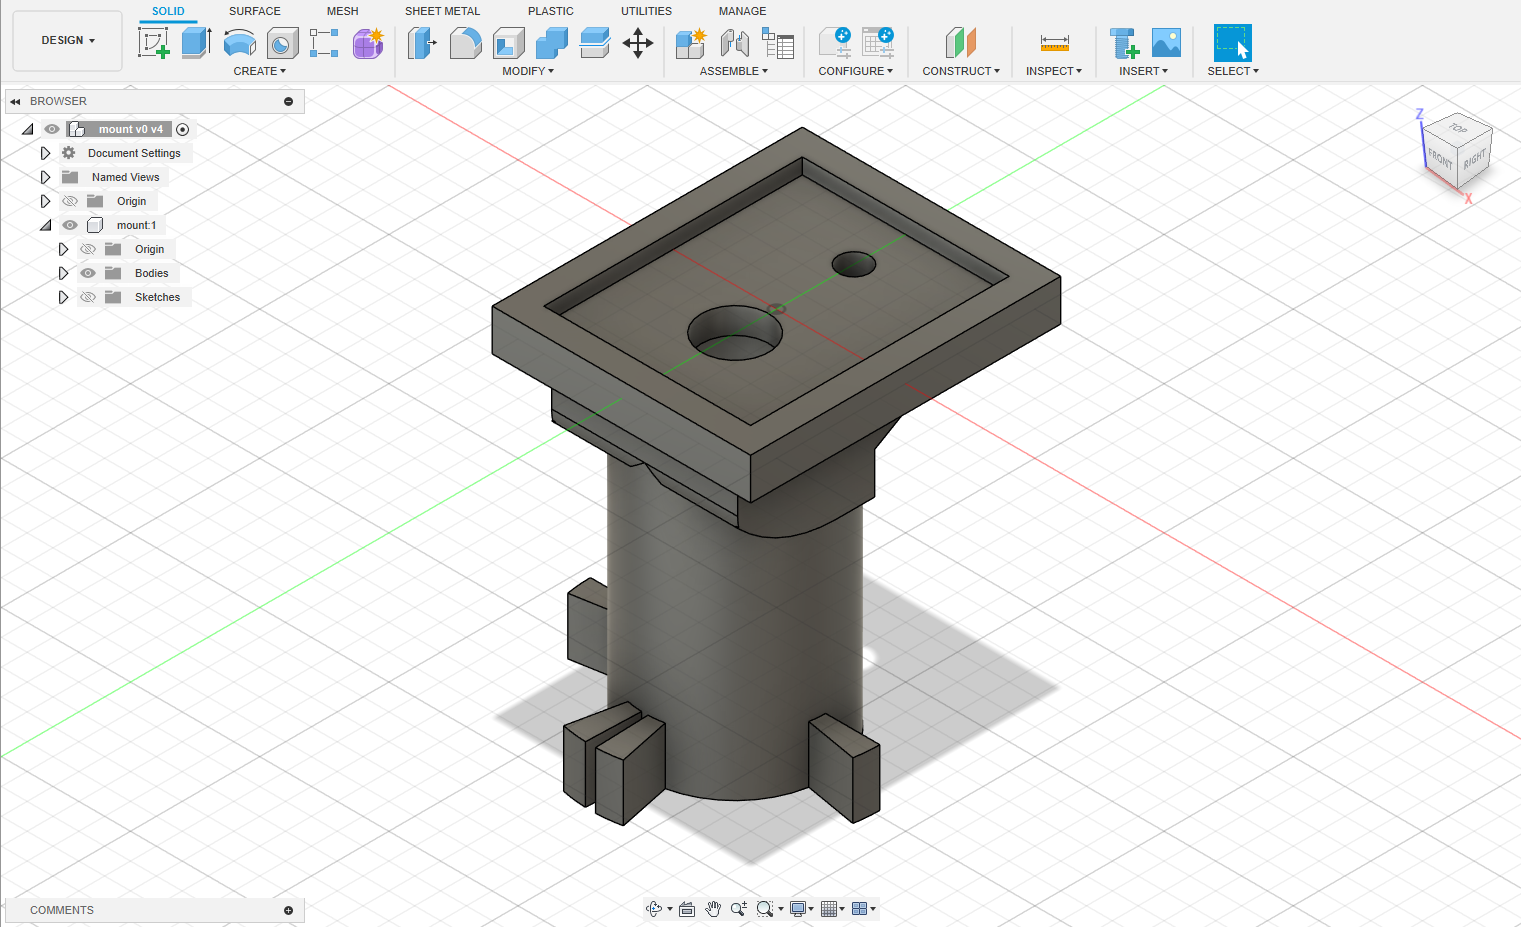 SOLID SURFACE MESH SHEET METAL PLASTIC UTILITIES MANAGE
DESIGN
CREATE MODIFY ASSEMBLE CONFIGURE CONSTRUCT INSPECT INSERT SELECT
BROWSER
mount v0 v4
Document Settings
Named Views
Origin
mount:1
Origin
Bodies
Sketches
Z
TOP
FRONT
RIGHT
X
COMMENTS